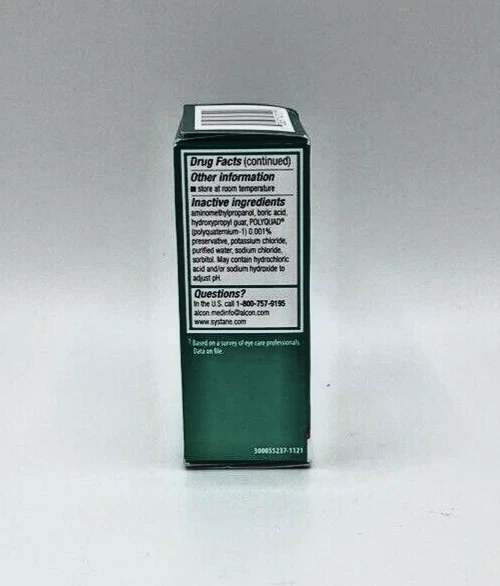 Drug Facts (continued)
Other information
■ store at room temperature
Inactive ingredients
aminomethylpropanol, boric acid,
hydroxypropyl guar, POLYQUAD®
(polyquaternium-1) 0.001%
preservative, potassium chloride,
purified water, sodium chloride,
sorbitol. May contain hydrochloric
acid and/or sodium hydroxide to
adjust pH.
Questions?
In the U.S. call 1-800-757-9195
alcon.medinfo@alcon.com
www.systane.com
† Based on a survey of eye care professionals.
Data on file.
300055237-1121